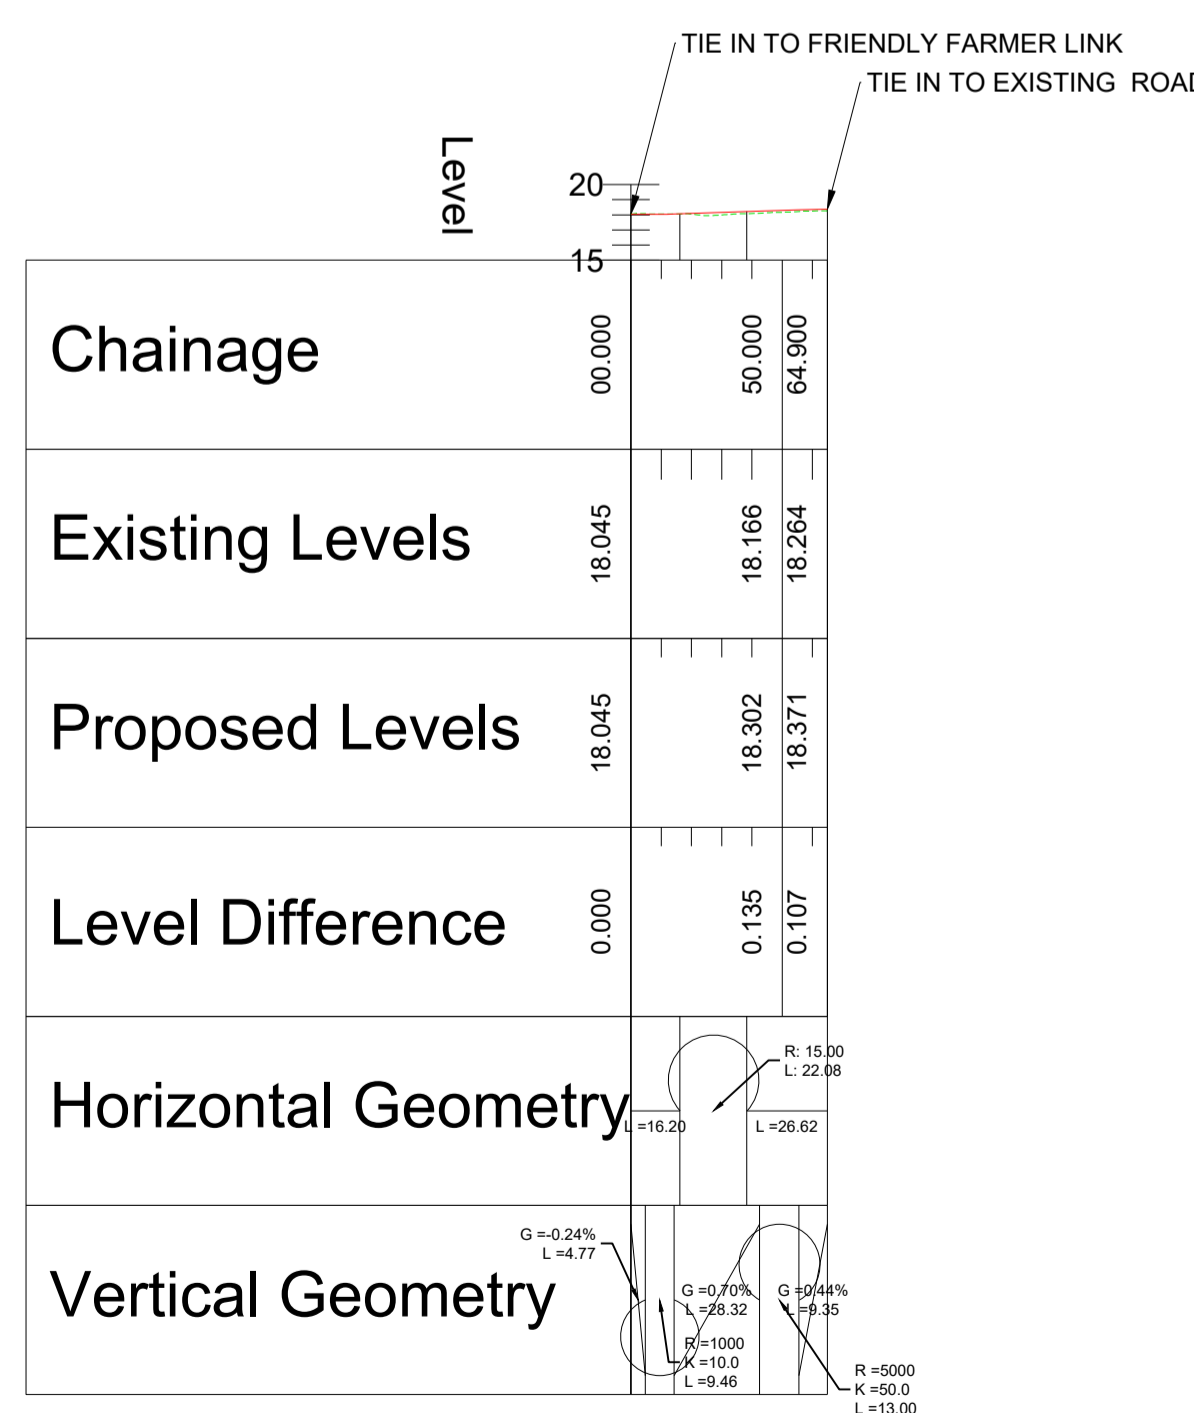 TIE IN TO FRIENDLY FARMER LINK
TIE IN TO EXISTING ROAD
Level
20
15
Chainage
00.000
50.000
64.900
Existing Levels
18.045
18.166
18.264
Proposed Levels
18.045
18.302
18.371
Level Difference
0.000
0.135
0.107
Horizontal Geometry
L =16.20
R: 15.00
L: 22.08
L =26.62
Vertical Geometry
G =-0.24%
L =4.77
R =1000
K =10.0
L =9.46
G =0.70%
L =28.32
G =0.44%
L =9.35
R =5000
K =50.0
L =13.00